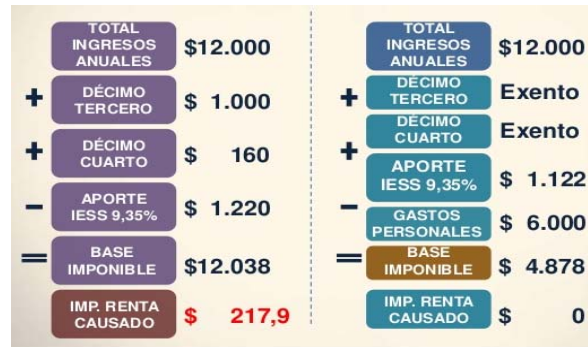 TOTAL
INGRESOS
ANUALES
$12.000
+
DÉCIMO
TERCERO
$ 1.000
+
DÉCIMO
CUARTO
$ 160
−
APORTE
IESS 9,35%
$ 1.220
=
BASE
IMPONIBLE
$12.038
IMP. RENTA
CAUSADO
$ 217,9
TOTAL
INGRESOS
ANUALES
$12.000
+
DÉCIMO
TERCERO
Exento
+
DÉCIMO
CUARTO
Exento
APORTE
IESS 9,35%
$ 1.122
−
GASTOS
PERSONALES
$ 6.000
=
BASE
IMPONIBLE
$ 4.878
IMP. RENTA
CAUSADO
$ 0